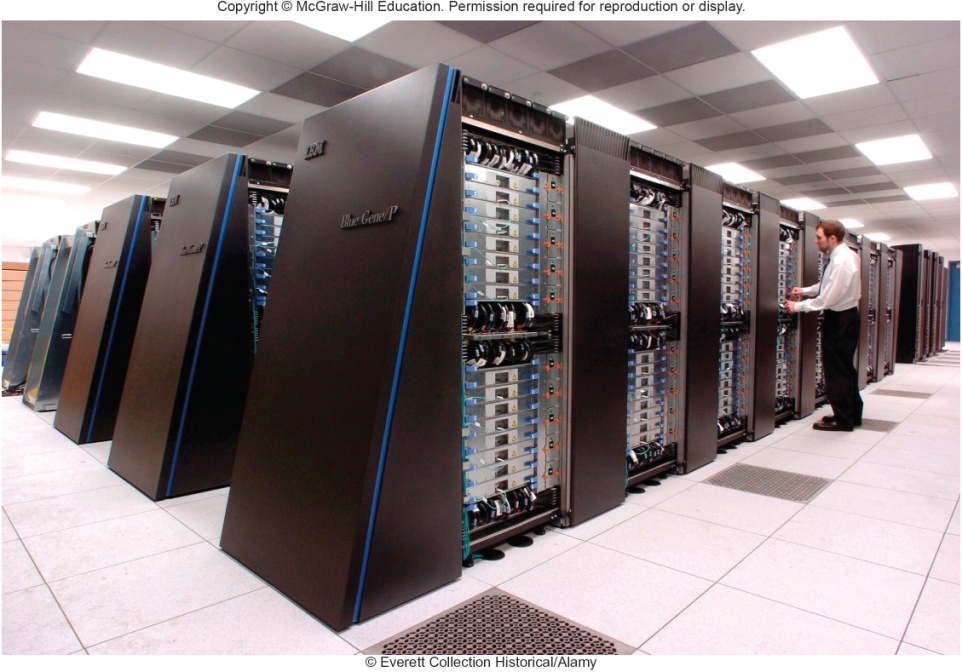 Copyright © McGraw-Hill Education. Permission required for reproduction or display.
IBM
Blue Gene/P
© Everett Collection Historical/Alamy